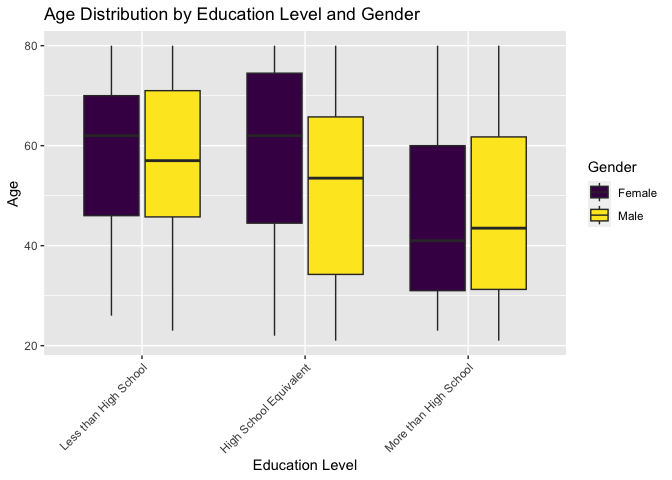 Age Distribution by Education Level and Gender
80
60
40
20
Age
Less than High School
High School Equivalent
More than High School
Education Level
Gender
Female
Male